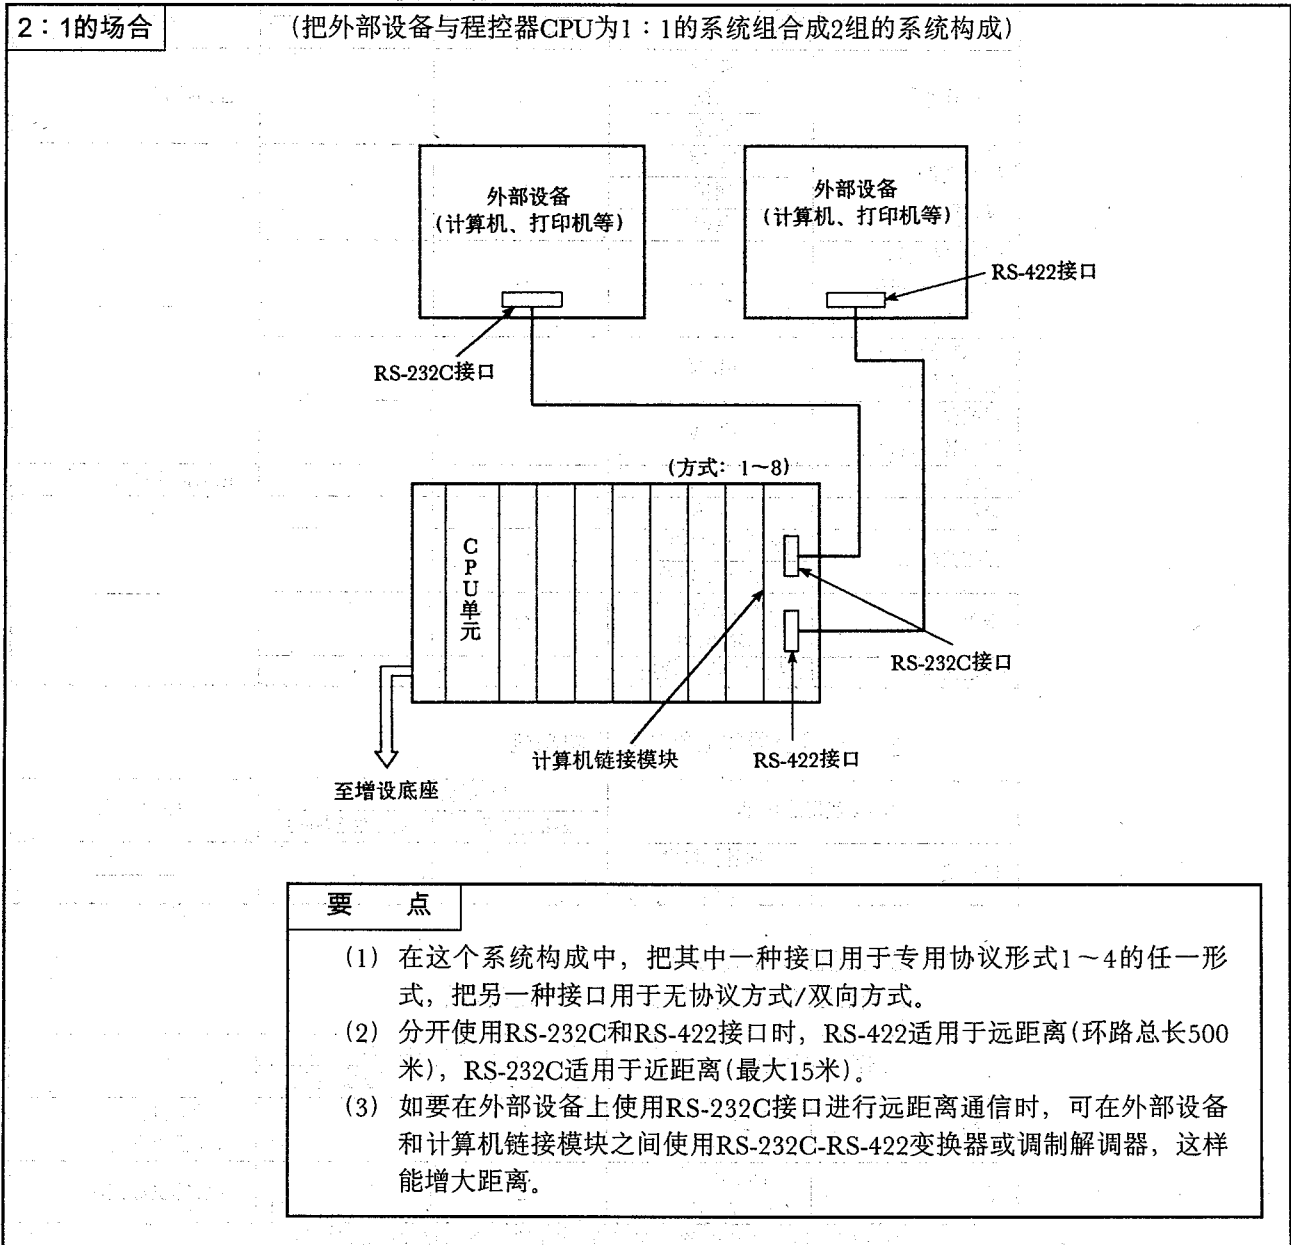 2：1的场合
(把外部设备与程控器CPU为1：1的系统组合成2组的系统构成)
外部设备
(计算机、打印机等)
外部设备
(计算机、打印机等)
RS-422接口
RS-232C接口
(方式：1～8)
CPU单元
RS-232C接口
计算机链接模块
RS-422接口
至增设底座
要 点
(1) 在这个系统构成中，把其中一种接口用于专用协议形式1～4的任一形
式，把另一种接口用于无协议方式/双向方式。
(2) 分开使用RS-232C和RS-422接口时，RS-422适用于远距离(环路总长500
米)，RS-232C适用于近距离(最大15米)。
(3) 如要在外部设备上使用RS-232C接口进行远距离通信时，可在外部设备
和计算机链接模块之间使用RS-232C-RS-422变换器或调制解调器，这样
能增大距离。